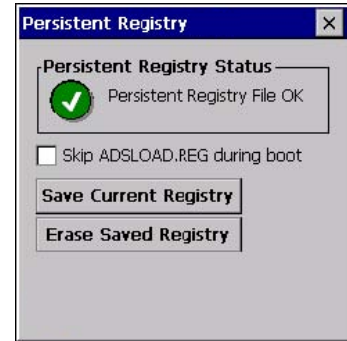 Persistent Registry
Persistent Registry Status
Persistent Registry File OK
Skip ADSLOAD.REG during boot
Save Current Registry
Erase Saved Registry